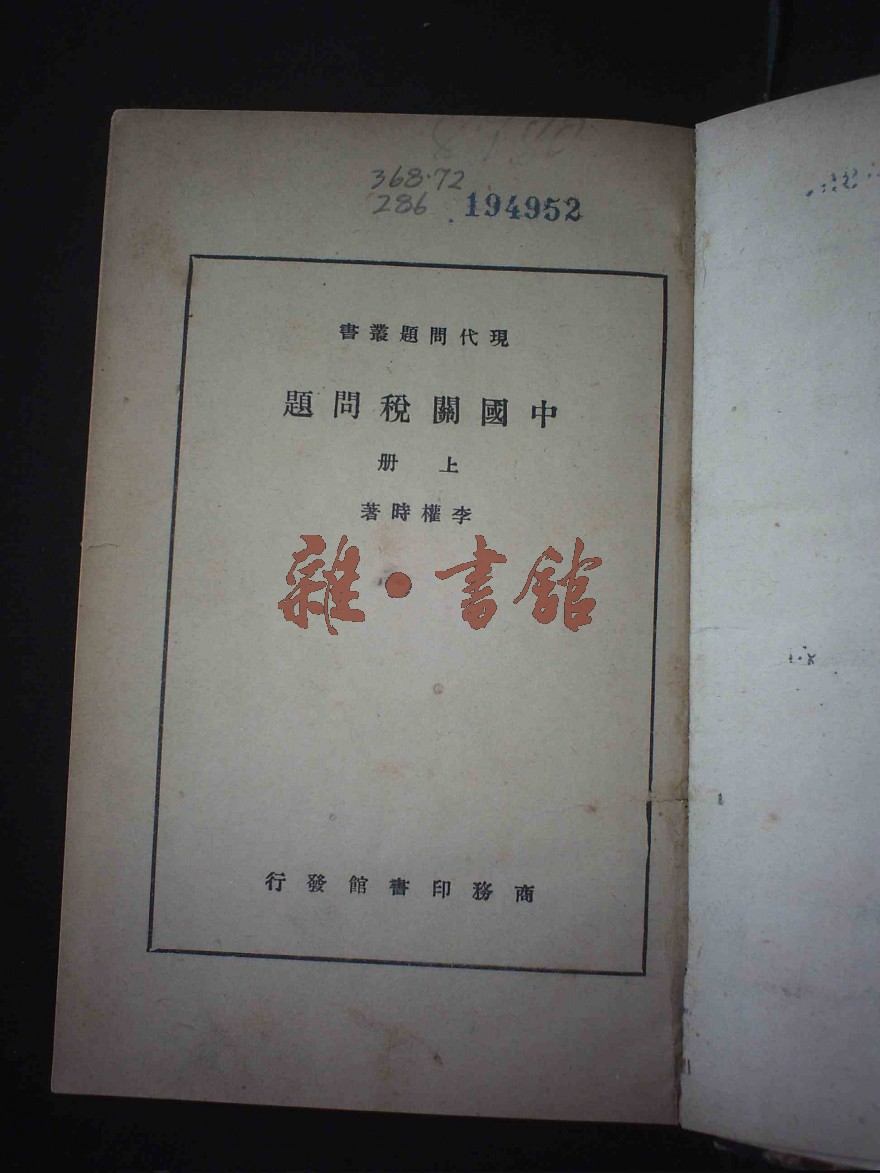 368.72
286
194952
現代問題叢書
中國關稅問題
上册
李權時著
雜·書館
商務印書館發行